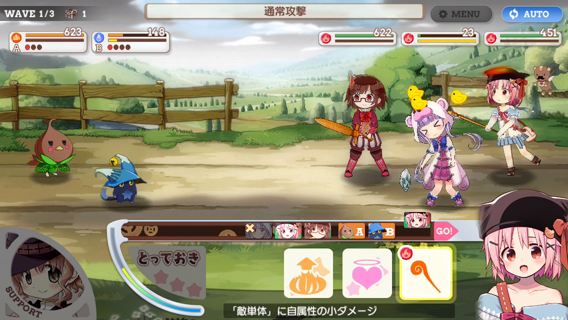 WAVE 1/3 1
通常攻撃
MENU
AUTO
623
148
622
23
451
A
B
A
B
GO!
SUPPORT
とっておき
「敵単体」に自属性の小ダメージ